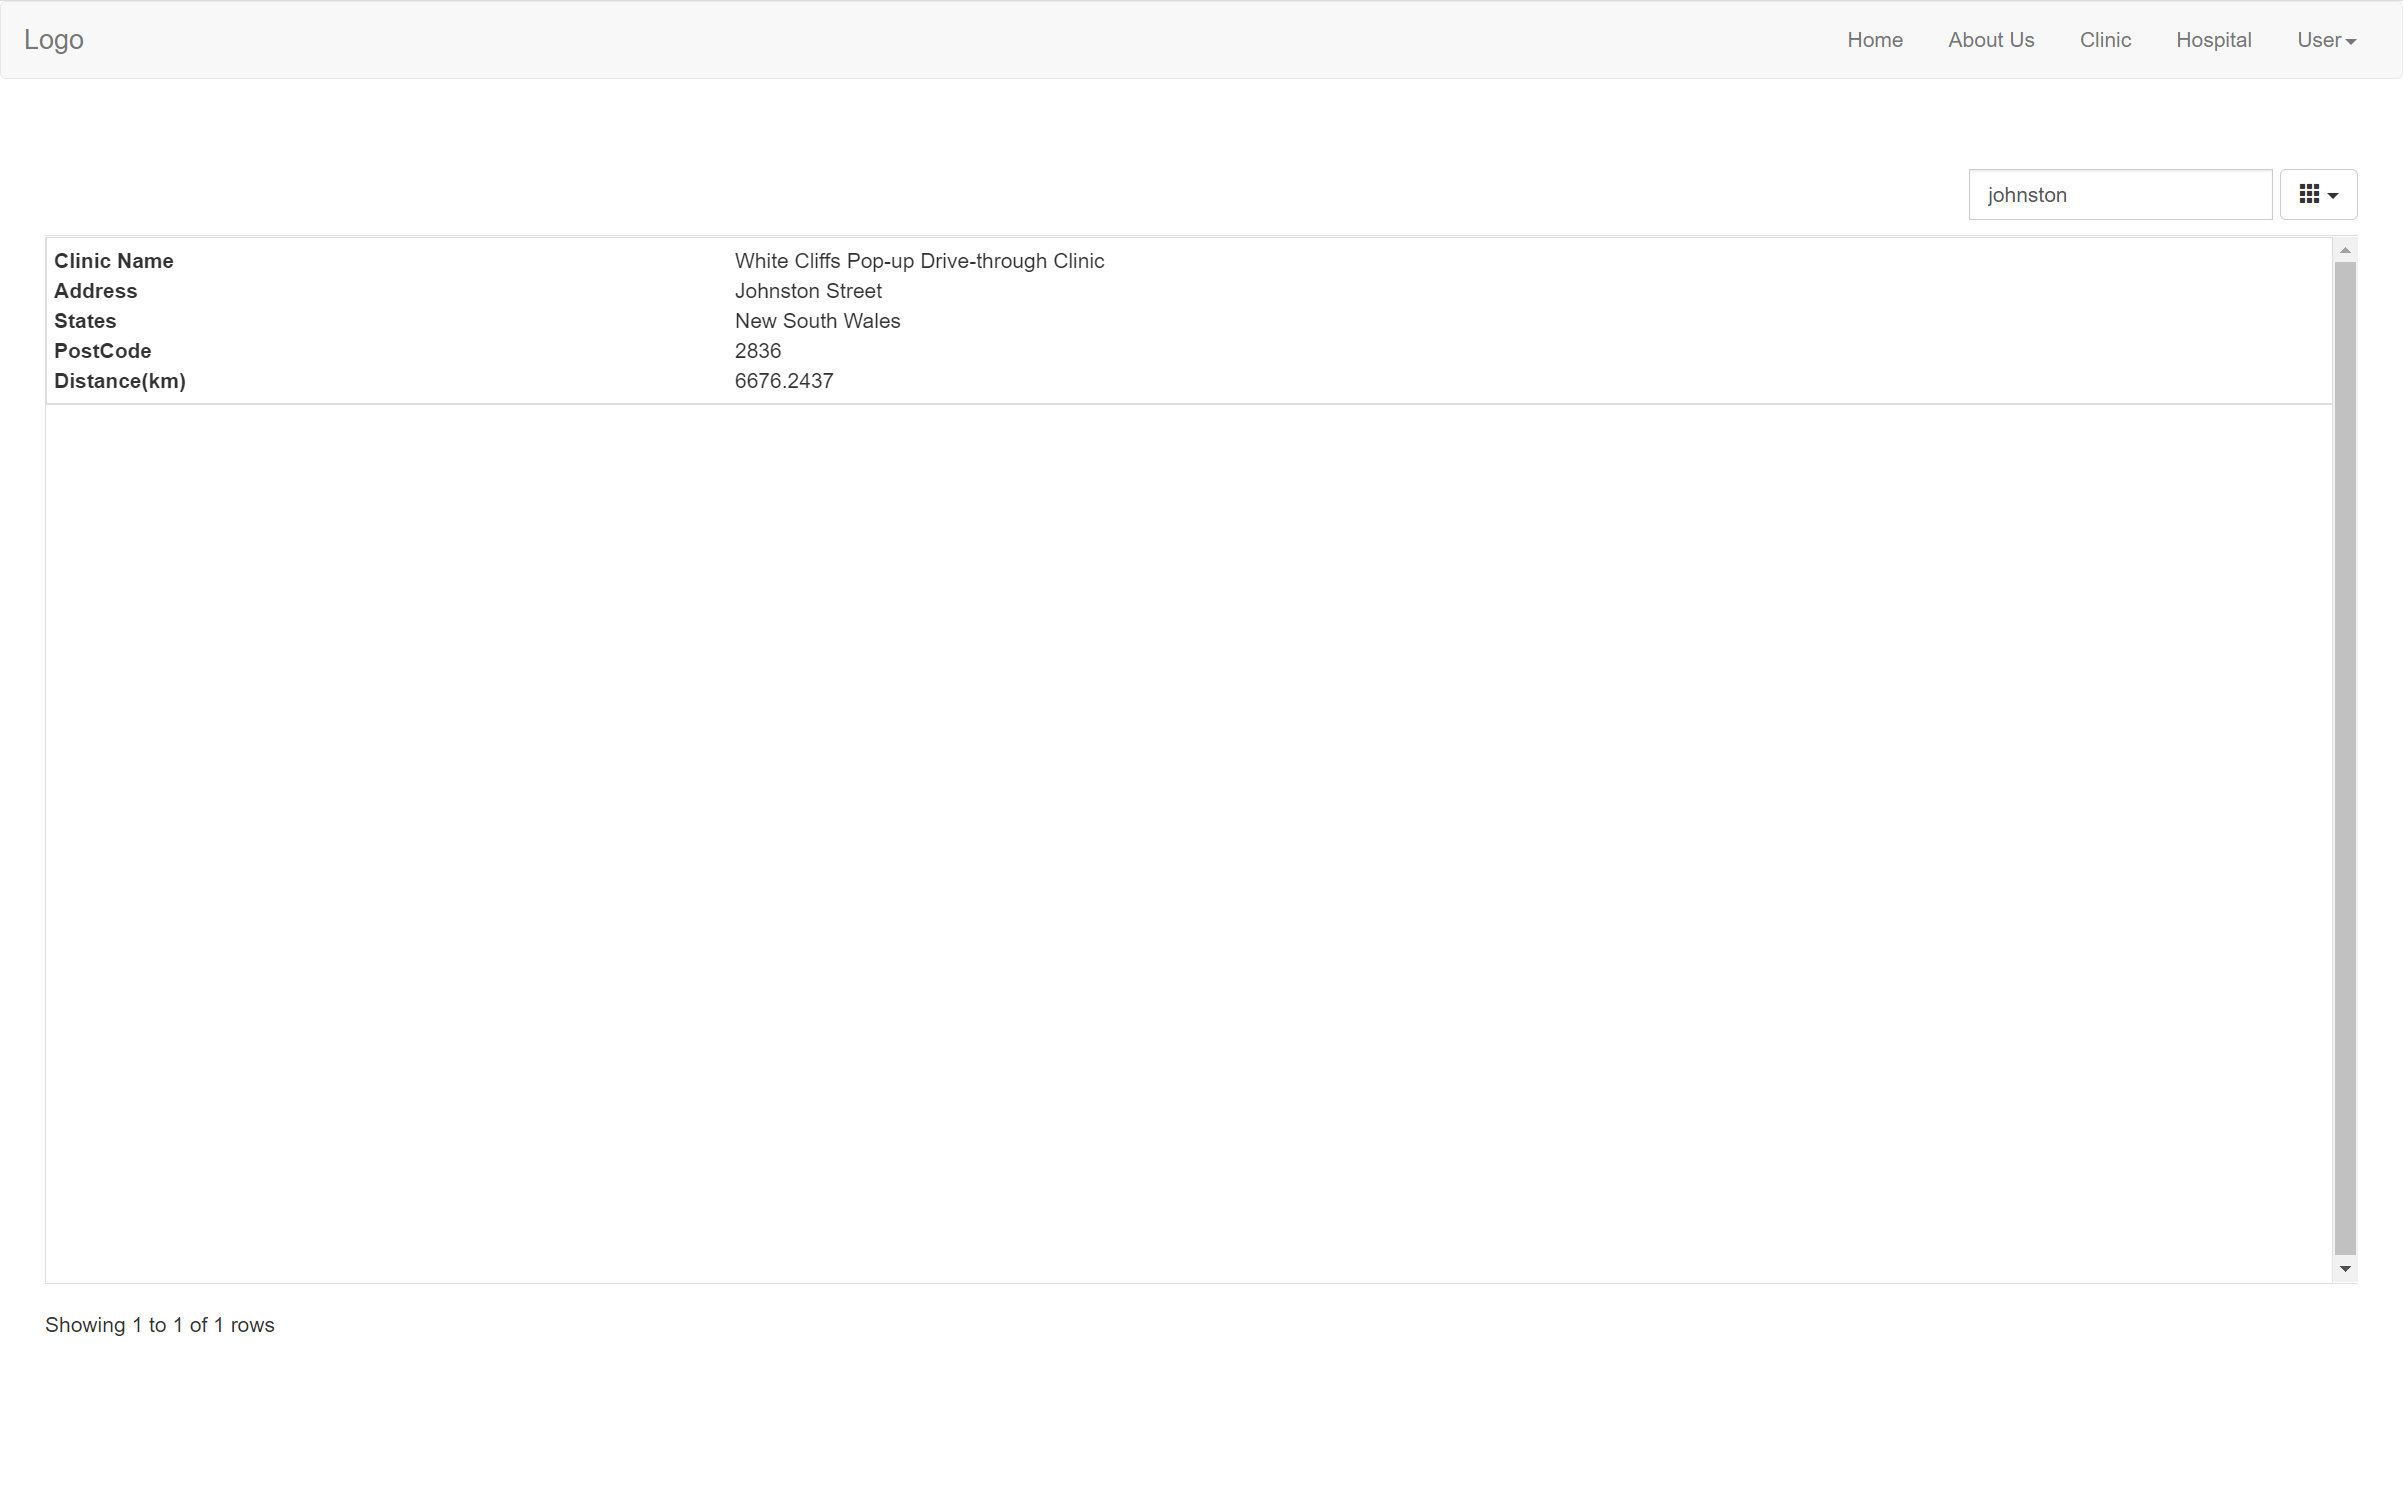 Logo Home About Us Clinic Hospital User
johnston
Clinic Name White Cliffs Pop-up Drive-through Clinic
Address Johnston Street
States New South Wales
PostCode 2836
Distance(km) 6676.2437
Showing 1 to 1 of 1 rows